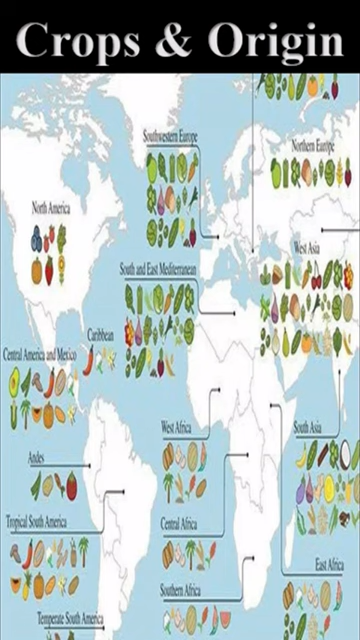 Crops & Origin
Southwestern Europe
Northern Europe
North America
West Asia
South and East Mediterranean
Caribbean
Central America and Mexico
West Africa
South Asia
Andes
Tropical South America
Central Africa
East Africa
Southern Africa
Temperate South America